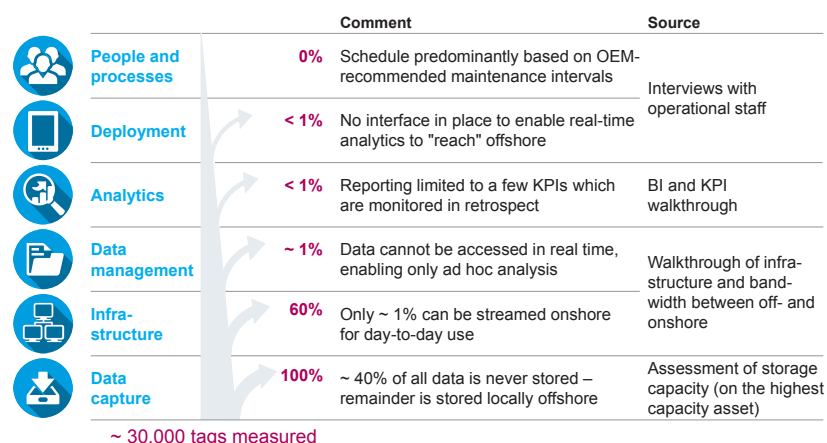 Comment Source
People and
processes
0%
Schedule predominantly based on OEM-
recommended maintenance intervals
Interviews with
operational staff
Deployment
< 1%
No interface in place to enable real-time
analytics to "reach" offshore
Analytics
< 1%
Reporting limited to a few KPIs which
are monitored in retrospect
BI and KPI
walkthrough
Data
management
~ 1%
Data cannot be accessed in real time,
enabling only ad hoc analysis
Walkthrough of infra-
structure and band-
width between off- and
onshore
Infra-
structure
60%
Only ~ 1% can be streamed onshore
for day-to-day use
Data
capture
100%
~ 40% of all data is never stored –
remainder is stored locally offshore
Assessment of storage
capacity (on the highest
capacity asset)
~ 30,000 tags measured